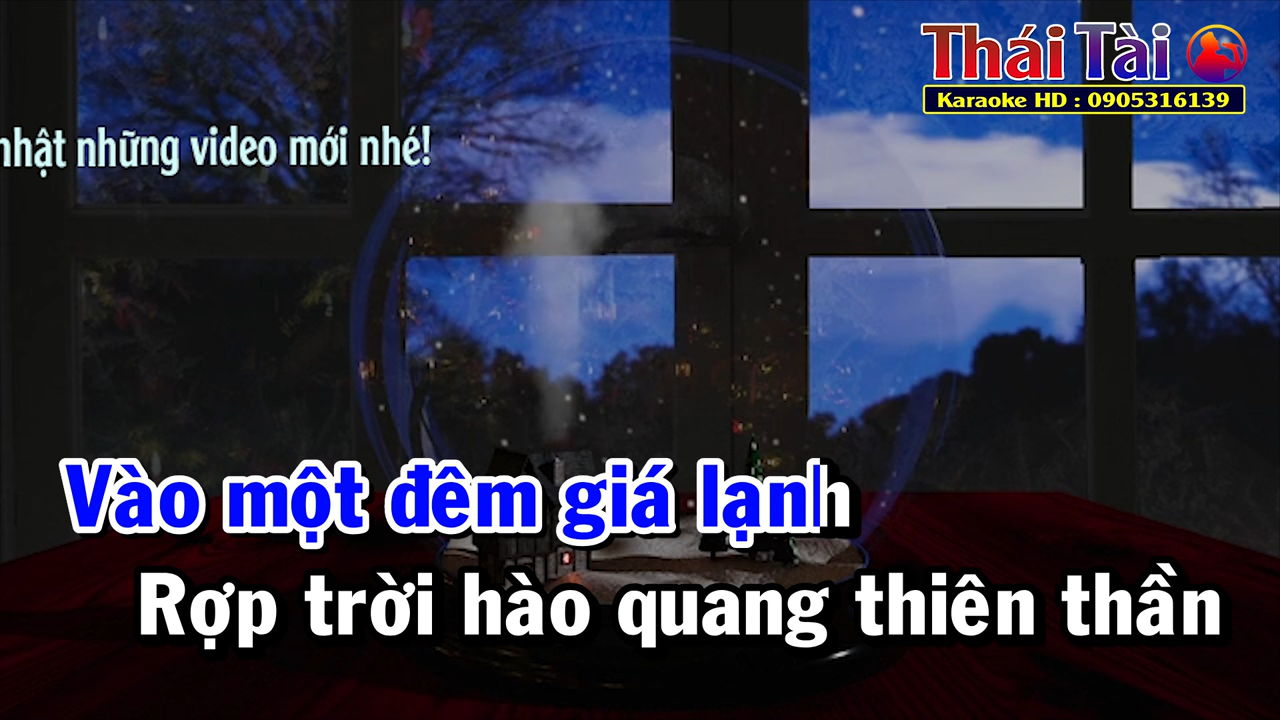 Thái Tài
Karaoke HD : 0905316139
nhật những video mới nhé!
Vào một đêm giá lạnh
Rợp trời hào quang thiên thần